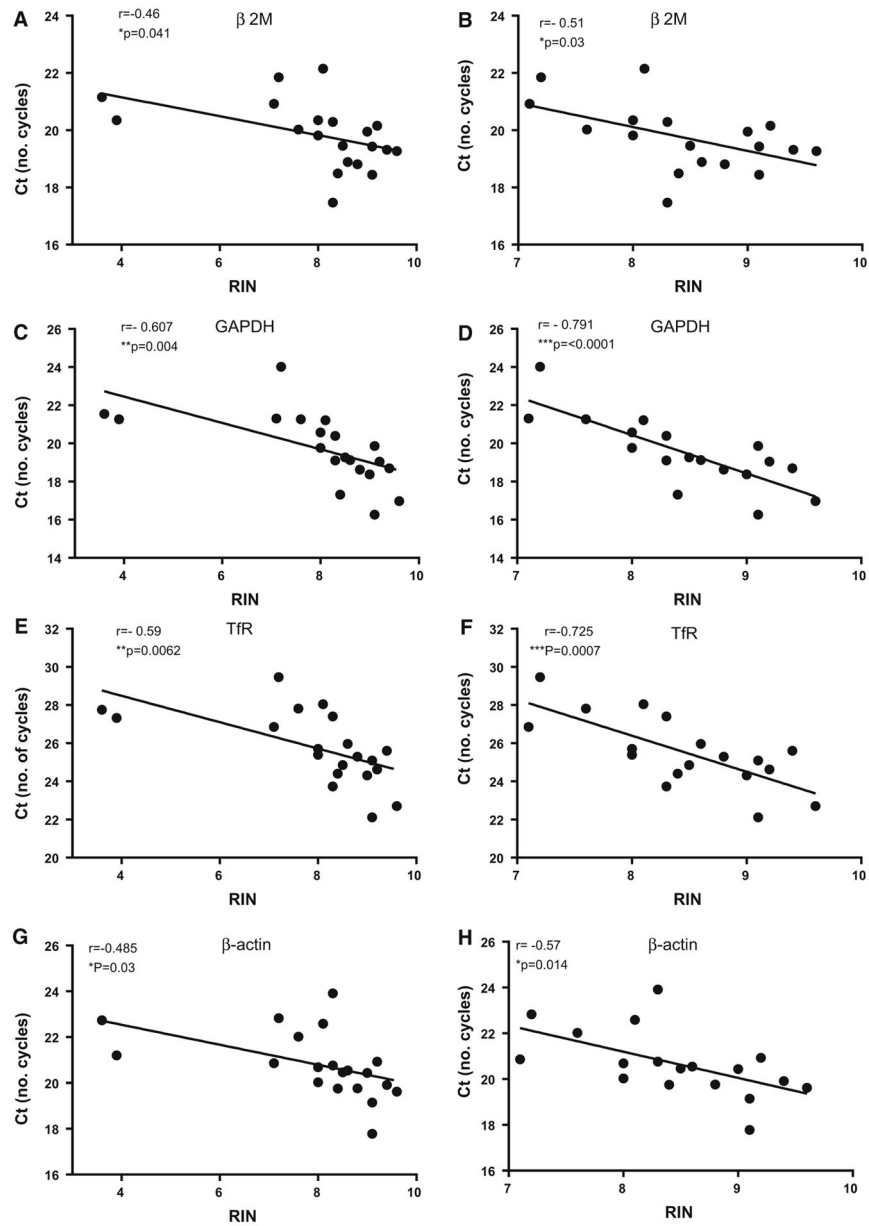 A
r=-0.46
*p=0.041
β 2M
24
22
20
18
16
4
6
8
10
Ct (no. cycles)
RIN
B
r=- 0.51
*p=0.03
β 2M
24
22
20
18
16
7
8
9
10
Ct (no. cycles)
RIN
C
r=- 0.607
**p=0.004
GAPDH
26
24
22
20
18
16
14
4
6
8
10
Ct (no. cycles)
RIN
D
r= - 0.791
***p=<0.0001
GAPDH
26
24
22
20
18
16
14
7
8
9
10
Ct (no. cycles)
RIN
E
r=- 0.59
**p=0.0062
TfR
32
30
28
26
24
22
20
4
6
8
10
Ct (no. of cycles)
RIN
F
r=-0.725
***P=0.0007
TfR
32
30
28
26
24
22
20
7
8
9
10
Ct (no. cycles)
RIN
G
r=-0.485
*P=0.03
β-actin
26
24
22
20
18
16
4
6
8
10
Ct (no. cycles)
RIN
H
r= -0.57
*p=0.014
β-actin
26
24
22
20
18
16
7
8
9
10
Ct (no. cycles)
RIN